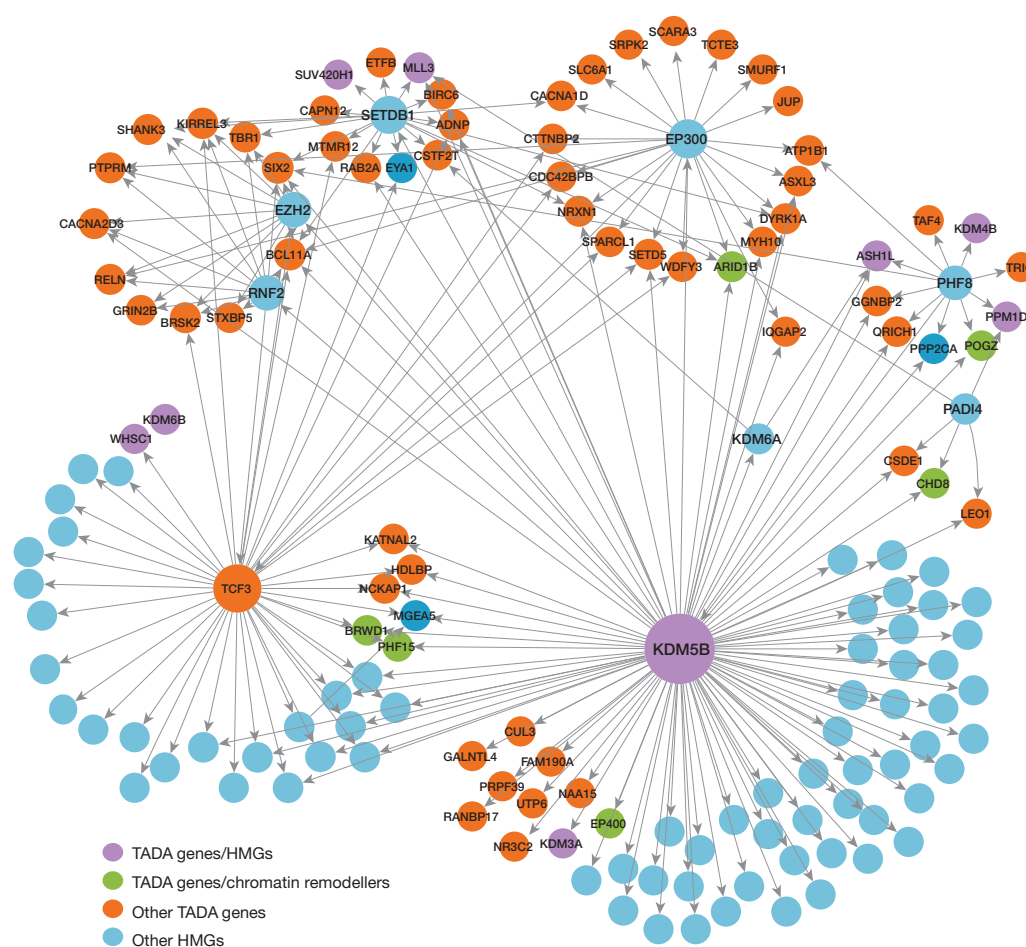 SCARA3
SRPK2
TCTE3
ETFB
MLL3
SUV420H1
SLC6A1
SMURF1
BIRC6
CACNA1D
JUP
CAPN12
SETDB1
SHANK3
KIRREL3
ADNP
TBR1
CTTNBP2
EP300
MTMR12
ATP1B1
CSTF2T
PTPRM
SIX2
RAB2A
EYA1
CDC42BPB
ASXL3
EZH2
NRXN1
DYRK1A
CACNA2D3
TAF4
KDM4B
SPARCL1
MYH10
BCL11A
SETD5
WDFY3
ARID1B
ASH1L
RELN
PHF8
RNF2
GGNBP2
GRIN2B
BRSK2
STXBP5
PPM1D
IQGAP2
QRICH1
PPP2CA
POGZ
PADI4
KDM6B
WHSC1
KDM6A
CSDE1
CHD8
LEO1
KATNAL2
HDLBP
TCF3
NCKAP1
MGEA5
BRWD1
PHF15
KDM5B
CUL3
GALNTL4
FAM190A
PRPF39
NAA15
UTP6
RANBP17
EP400
NR3C2
KDM3A
TADA genes/HMGs
TADA genes/chromatin remodellers
Other TADA genes
Other HMGs